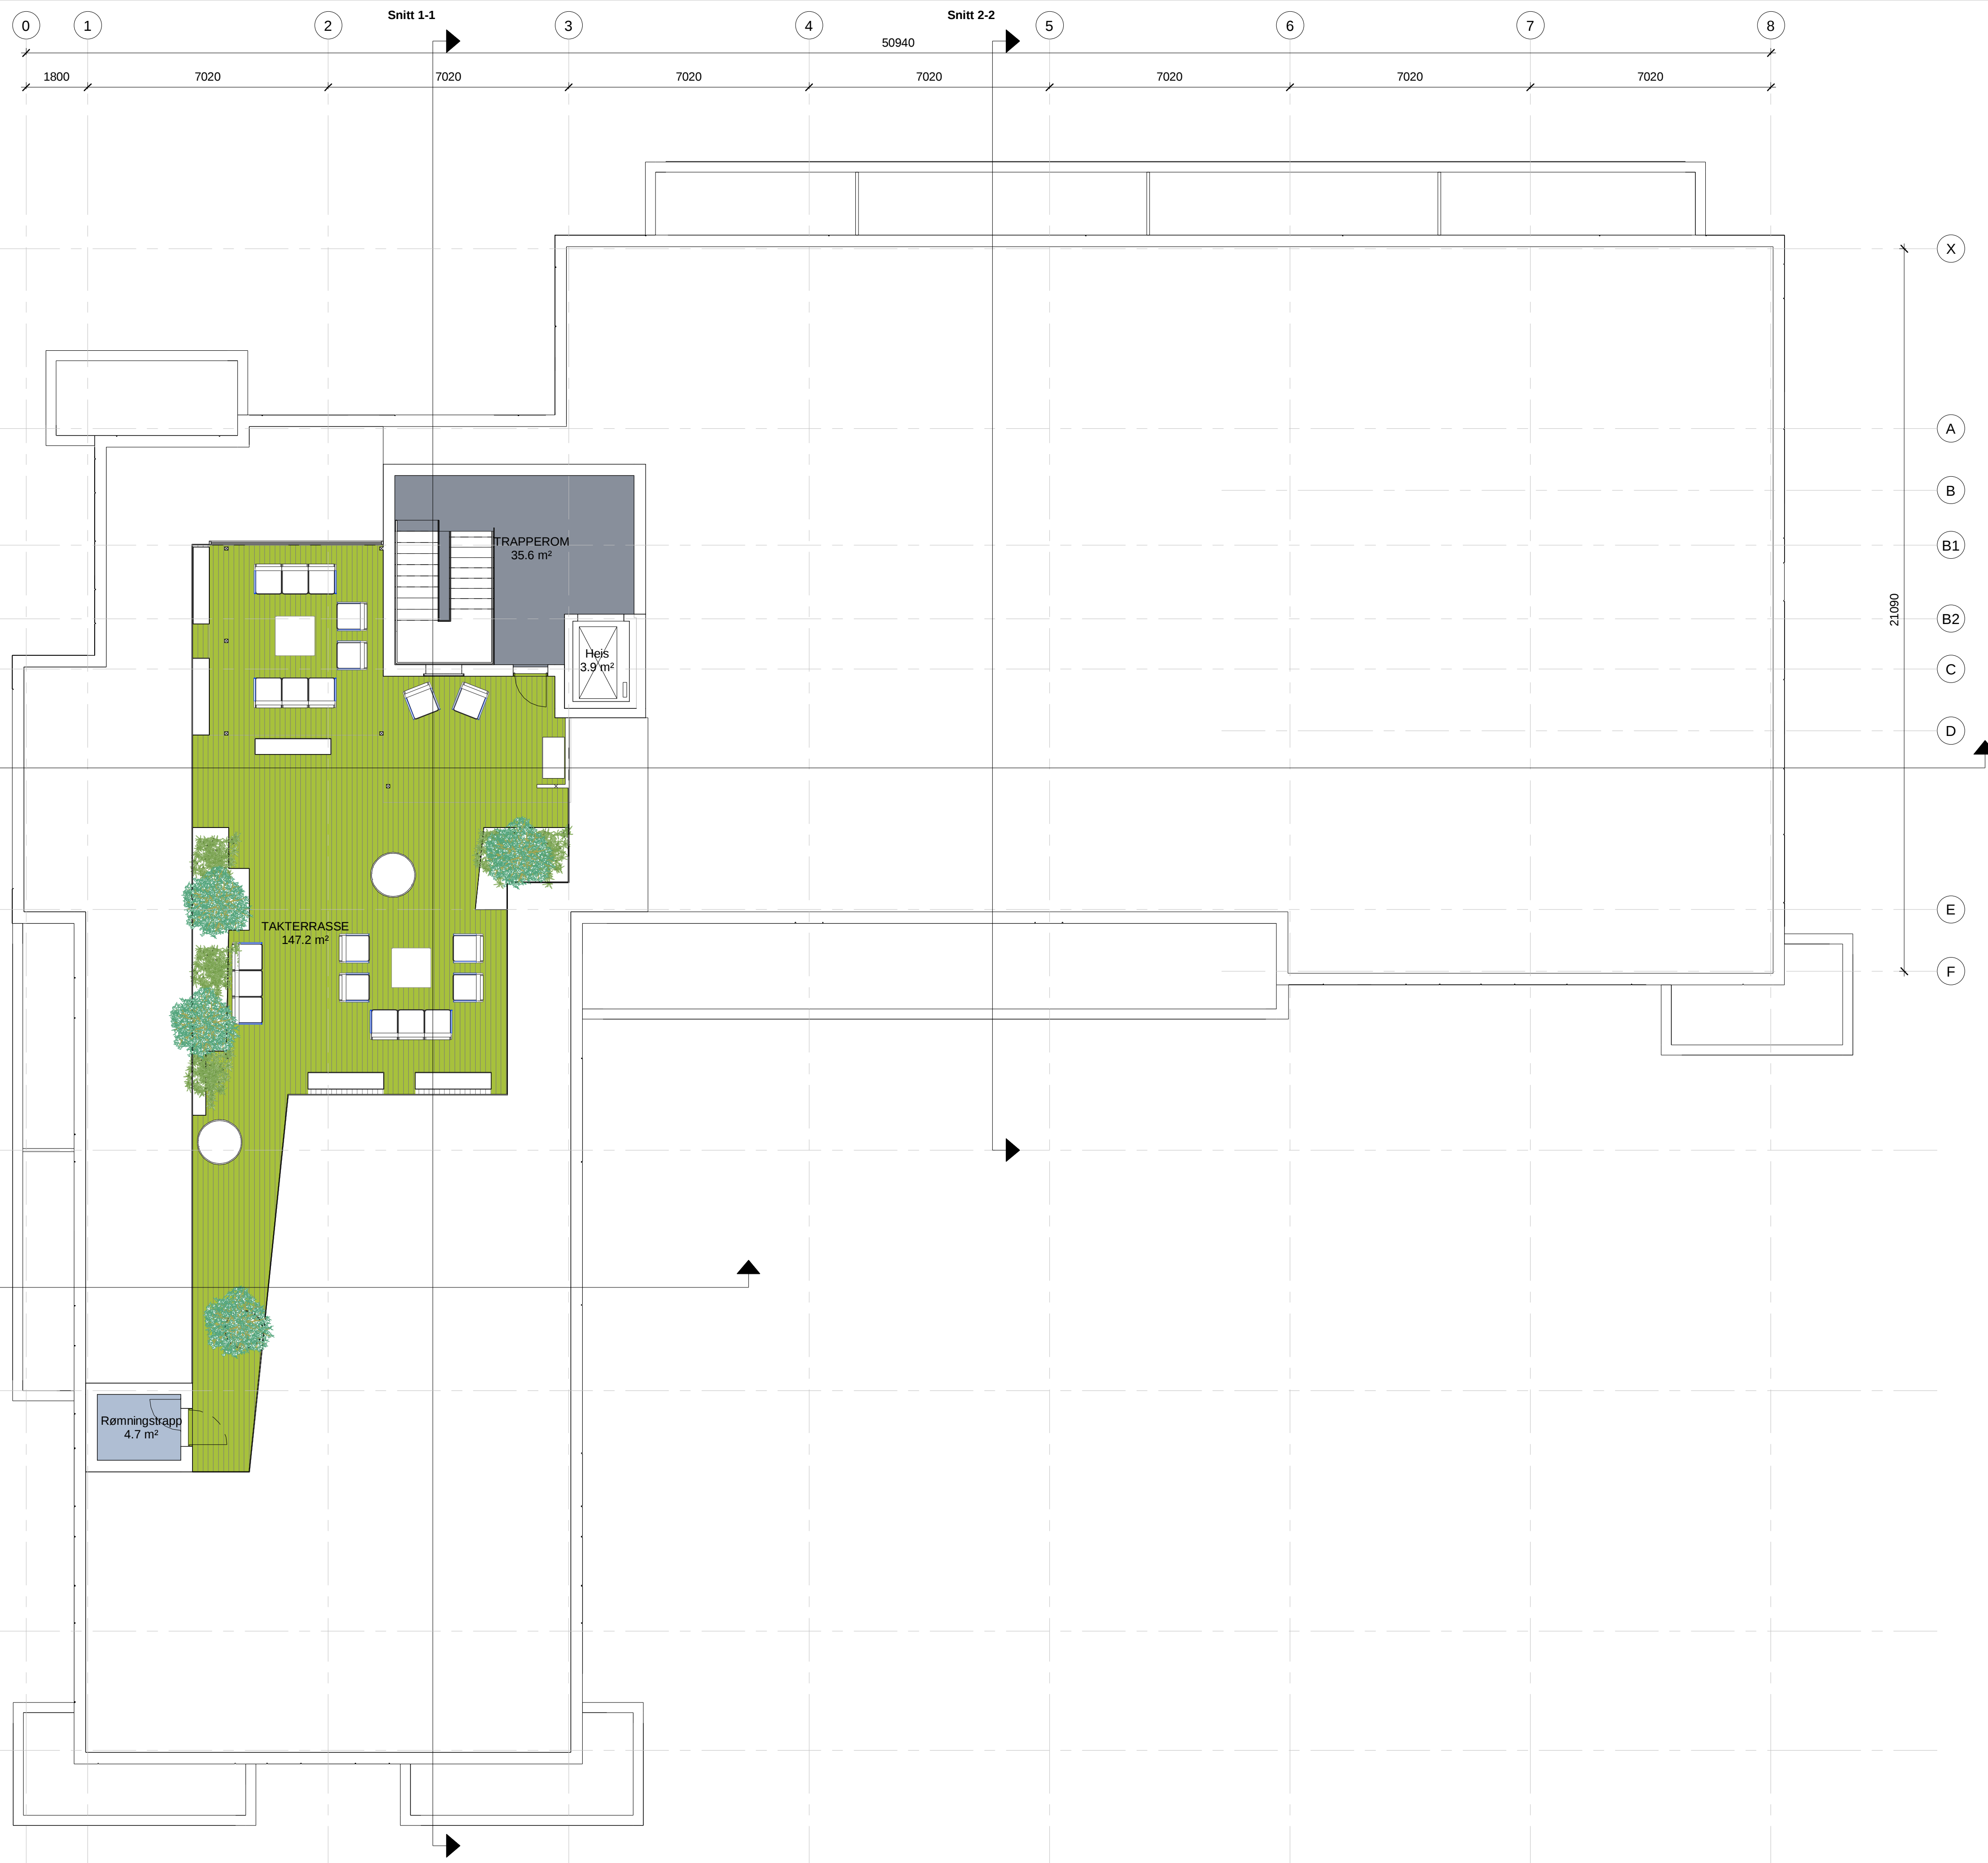 Snitt 1-1
Snitt 2-2
0
1
2
3
4
5
6
7
8
50940
1800
7020
7020
7020
7020
7020
7020
7020
X
A
B
TRAPPEROM
35.6 m²
B1
21090
B2
Heis
3.9 m²
C
D
E
TAKTERRASSE
147.2 m²
F
Rømningstrapp
4.7 m²